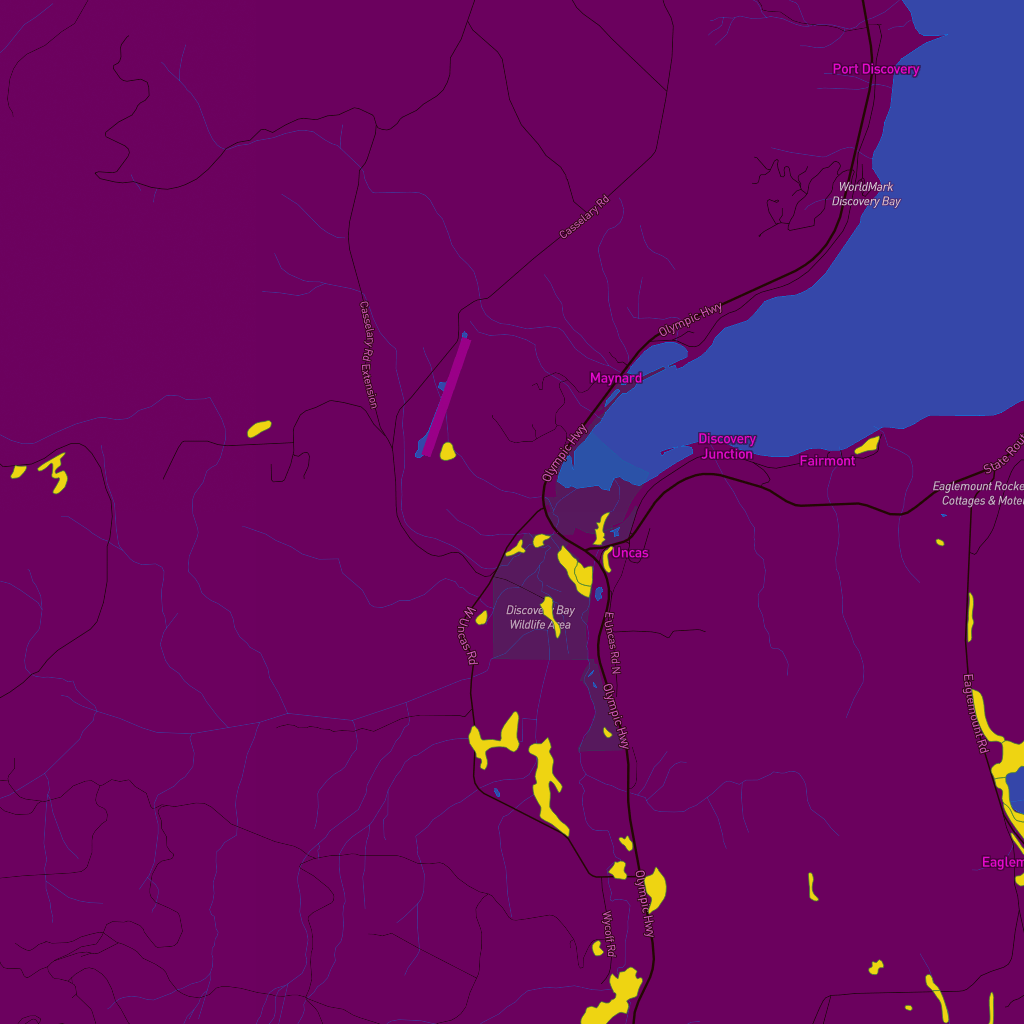 Port Discovery
WorldMark
Discovery Bay
Casselary Rd
Olympic Hwy
Casselary Rd Extension
Maynard
Olympic Hwy
Discovery
Junction
Fairmont
State Rou
Eaglemount Rocke
Cottages & Mote
Uncas
Discovery Bay
Wildlife Area
W Uncas Rd
E Uncas Rd N
Olympic Hwy
Eaglemount Rd
Eaglem
Olympic Hwy
Wycoff Rd